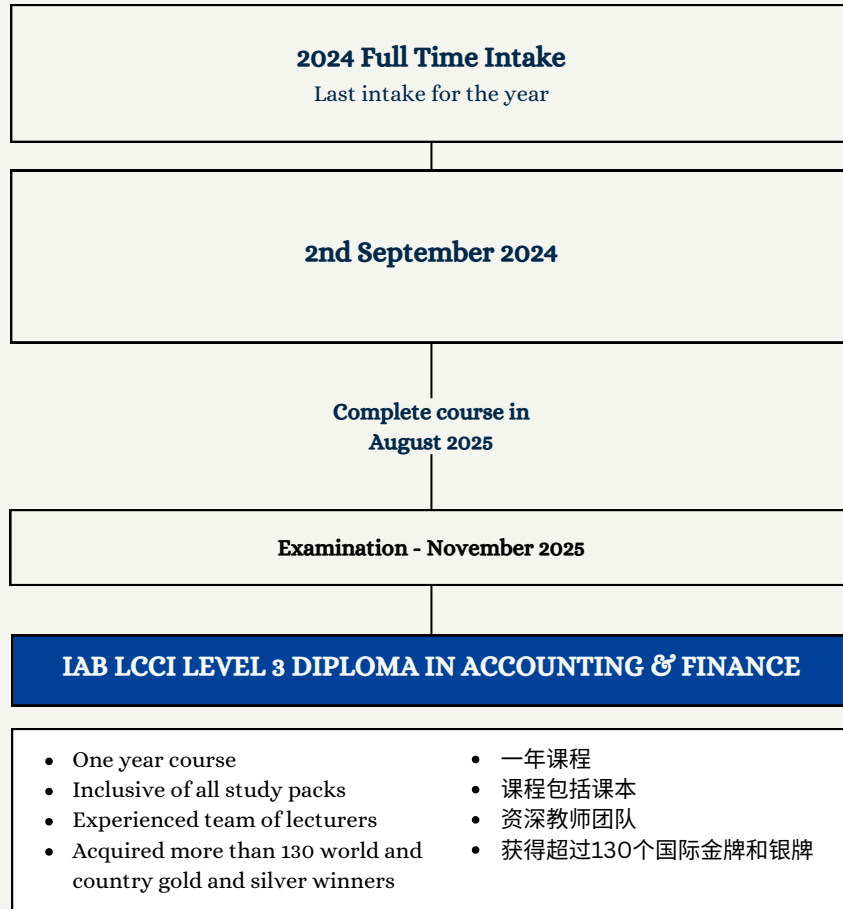 2024 Full Time Intake
Last intake for the year
2nd September 2024
Complete course in
August 2025
Examination - November 2025
IAB LCCI LEVEL 3 DIPLOMA IN ACCOUNTING & FINANCE
• One year course
• Inclusive of all study packs
• Experienced team of lecturers
• Acquired more than 130 world and
country gold and silver winners
• 一年课程
• 课程包括课本
• 资深教师团队
• 获得超过130个国际金牌和银牌